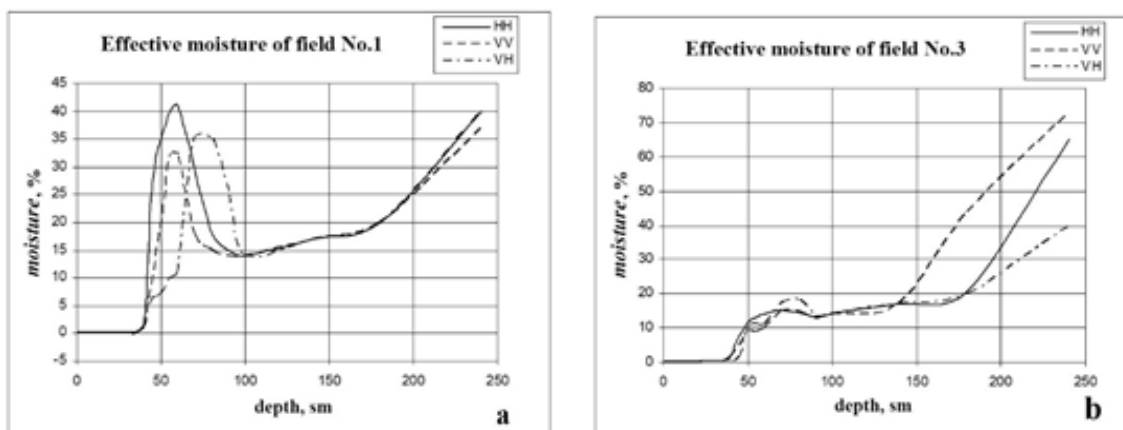 Effective moisture of field No.1
HH
VV
VH
45
40
35
30
25
20
15
10
5
0
-5
moisture, %
0 50 100 150 200 250
depth, sm
a
Effective moisture of field No.3
HH
VV
VH
80
70
60
50
40
30
20
10
0
moisture, %
0 50 100 150 200 250
depth, sm
b